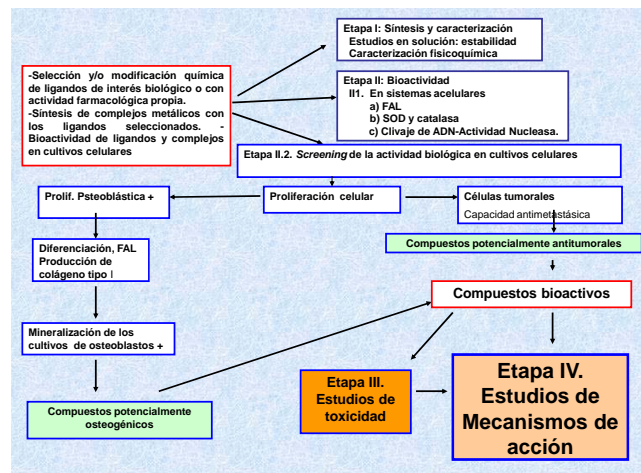 Etapa I: Síntesis y caracterización
Estudios en solución: estabilidad
Caracterización fisicoquímica
-Selección y/o modificación química
de ligandos de interés biológico o con
actividad farmacológica propia.
-Síntesis de complejos metálicos con
los ligandos seleccionados. -
Bioactividad de ligandos y complejos
en cultivos celulares
Etapa II: Bioactividad
II1. En sistemas acelulares
a) FAL
b) SOD y catalasa
c) Clivaje de ADN-Actividad Nucleasa.
Etapa II.2. Screening de la actividad biológica en cultivos celulares
Prolif. Psteoblástica +
Proliferación celular
Células tumorales
Capacidad antimetastásica
Diferenciación, FAL
Producción de
colágeno tipo I
Compuestos potencialmente antitumorales
Compuestos bioactivos
Mineralización de los
cultivos de osteoblastos +
Etapa III.
Estudios de
toxicidad
Etapa IV.
Estudios de
Mecanismos de
acción
Compuestos potencialmente
osteogénicos